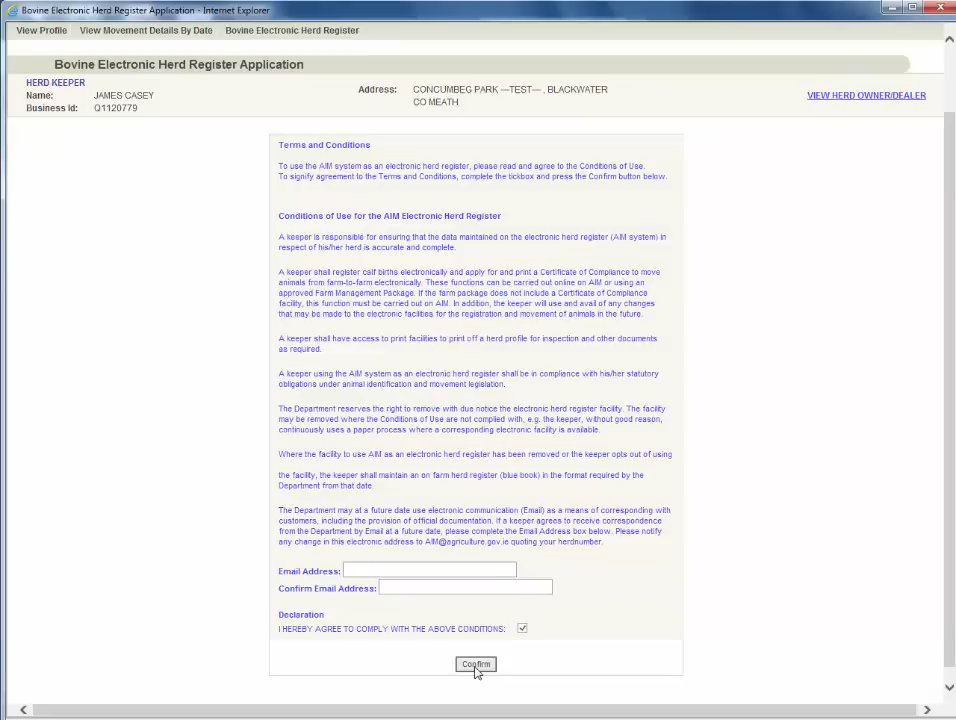 Bovine Electronic Herd Register Application - Internet Explorer
View Profile View Movement Details By Date Bovine Electronic Herd Register
Bovine Electronic Herd Register Application
HERD KEEPER
Name: JAMES CASEY
Business Id: Q1120779
Address: CONCUMBEG PARK —TEST— , BLACKWATER
CO MEATH
VIEW HERD OWNER/DEALER
Terms and Conditions
To use the AIM system as an electronic herd register, please read and agree to the Conditions of Use.
To signify agreement to the Terms and Conditions, complete the tickbox and press the Confirm button below.
Conditions of Use for the AIM Electronic Herd Register
A keeper is responsible for ensuring that the data maintained on the electronic herd register (AIM system) in
respect of his/her herd is accurate and complete.
A keeper shall register calf births electronically and apply for and print a Certificate of Compliance to move
animals from farm-to-farm electronically. These functions can be carried out online on AIM or using an
approved Farm Management Package. If the farm package does not include a Certificate of Compliance
facility, this function must be carried out on AIM. In addition, the keeper will use and avail of any changes
that may be made to the electronic facilities for the registration and movement of animals in the future.
A keeper shall have access to print facilities to print off a herd profile for inspection and other documents
as required.
A keeper using the AIM system as an electronic herd register shall be in compliance with his/her statutory
obligations under animal identification and movement legislation.
The Department reserves the right to remove with due notice the electronic herd register facility. The facility
may be removed where the Conditions of Use are not complied with, e.g. the keeper, without good reason,
continuously uses a paper process where a corresponding electronic facility is available.
Where the facility to use AIM as an electronic herd register has been removed or the keeper opts out of using
the facility, the keeper shall maintain an on farm herd register (blue book) in the format required by the
Department from that date.
The Department may at a future date use electronic communication (Email) as a means of corresponding with
customers, including the provision of official documentation. If a keeper agrees to receive correspondence
from the Department by Email at a future date, please complete the Email Address box below. Please notify
any change in this electronic address to AIM@agriculture.gov.ie quoting your herdnumber.
Email Address:
Confirm Email Address:
Declaration
I HEREBY AGREE TO COMPLY WITH THE ABOVE CONDITIONS:
Confirm